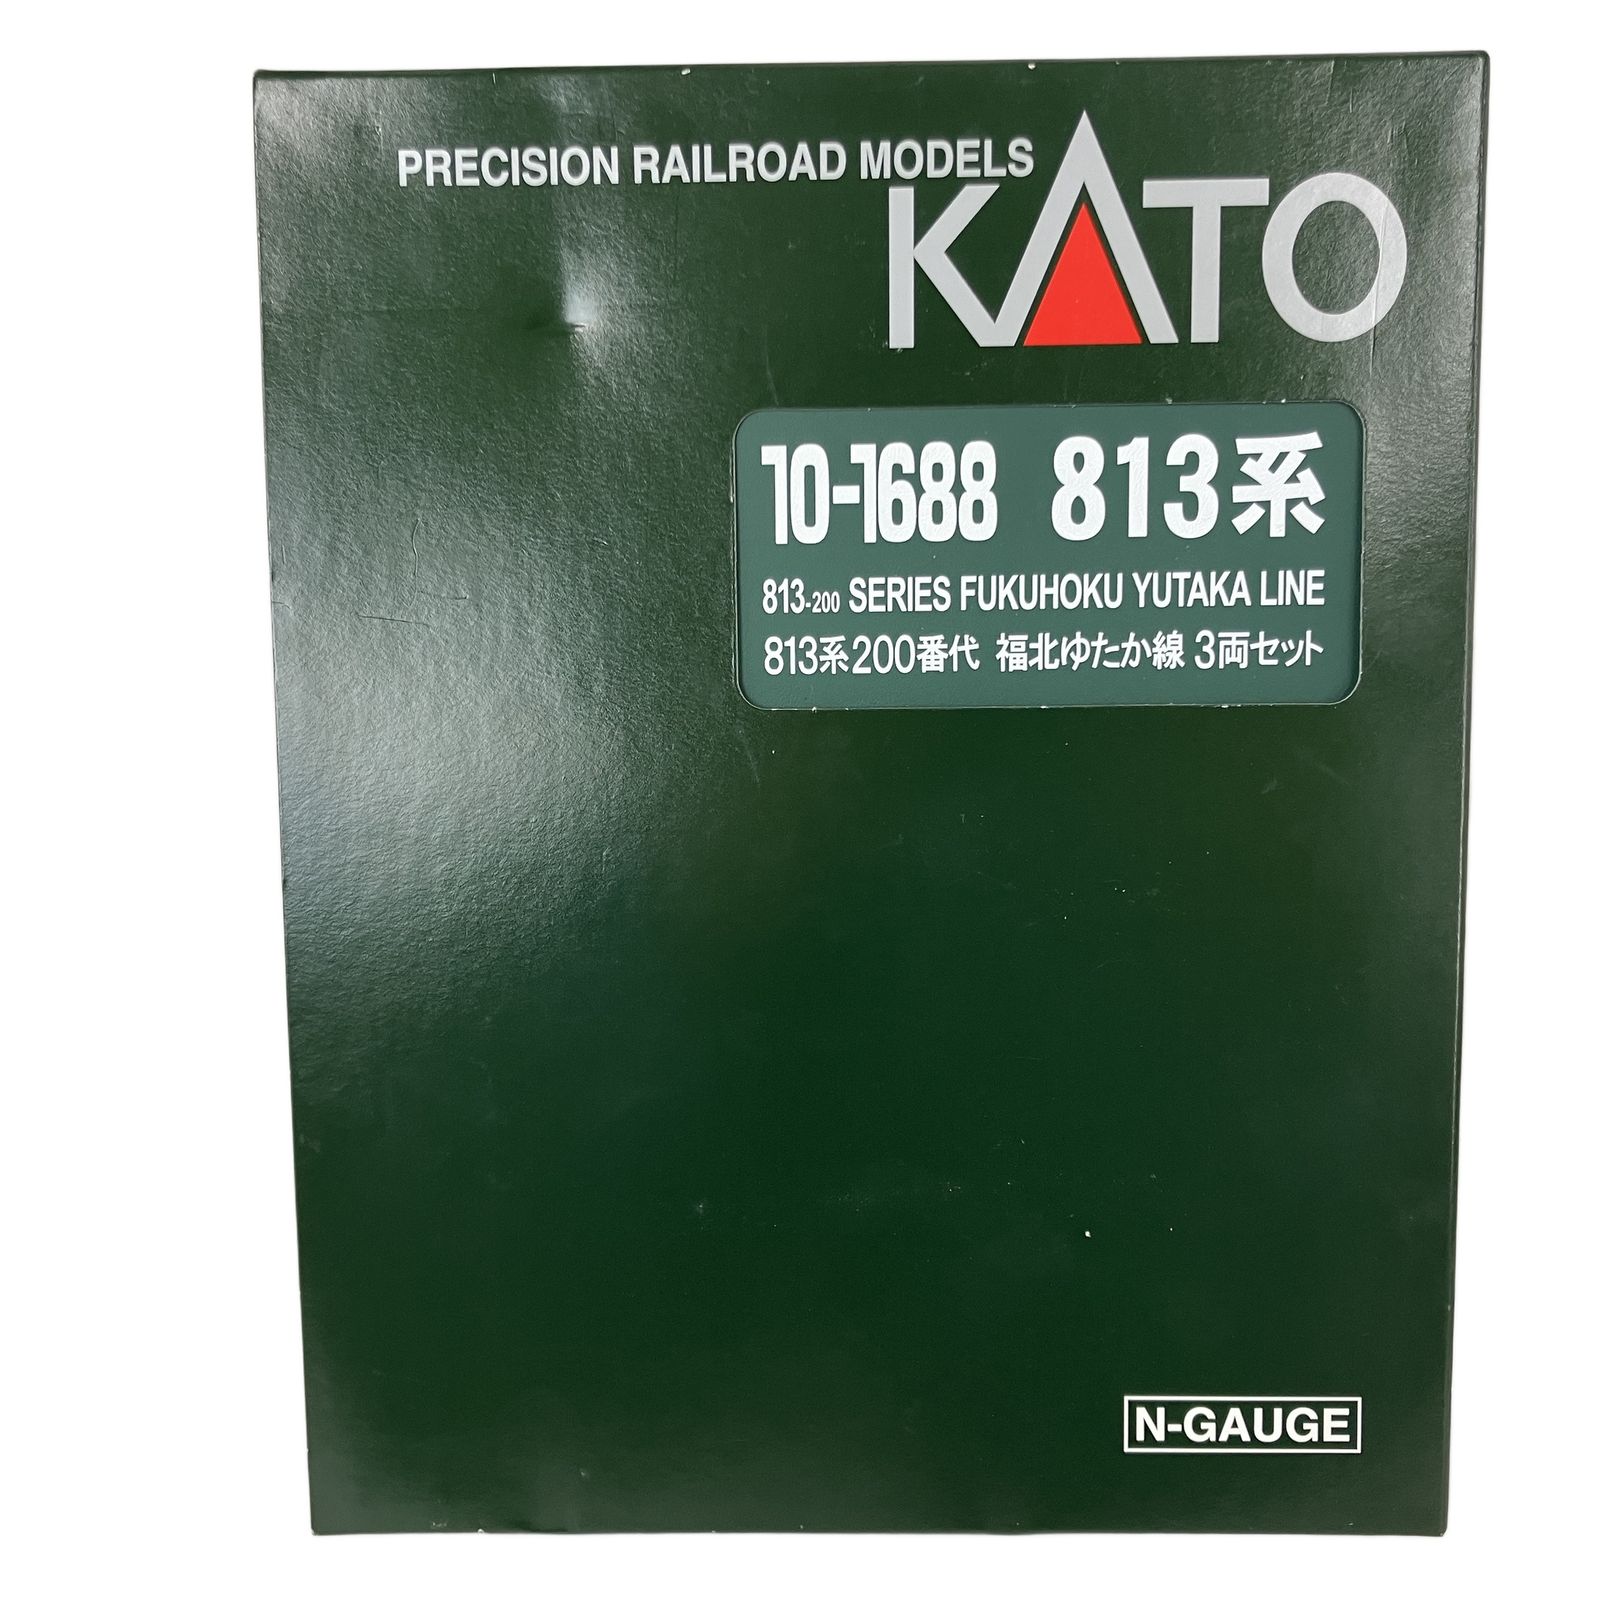 PRECISION RAILROAD MODELS
KATO
10-1688 813系
813-200 SERIES FUKUHOKU YUTAKA LINE
813系200番代 福北ゆたか線 3両セット
N-GAUGE